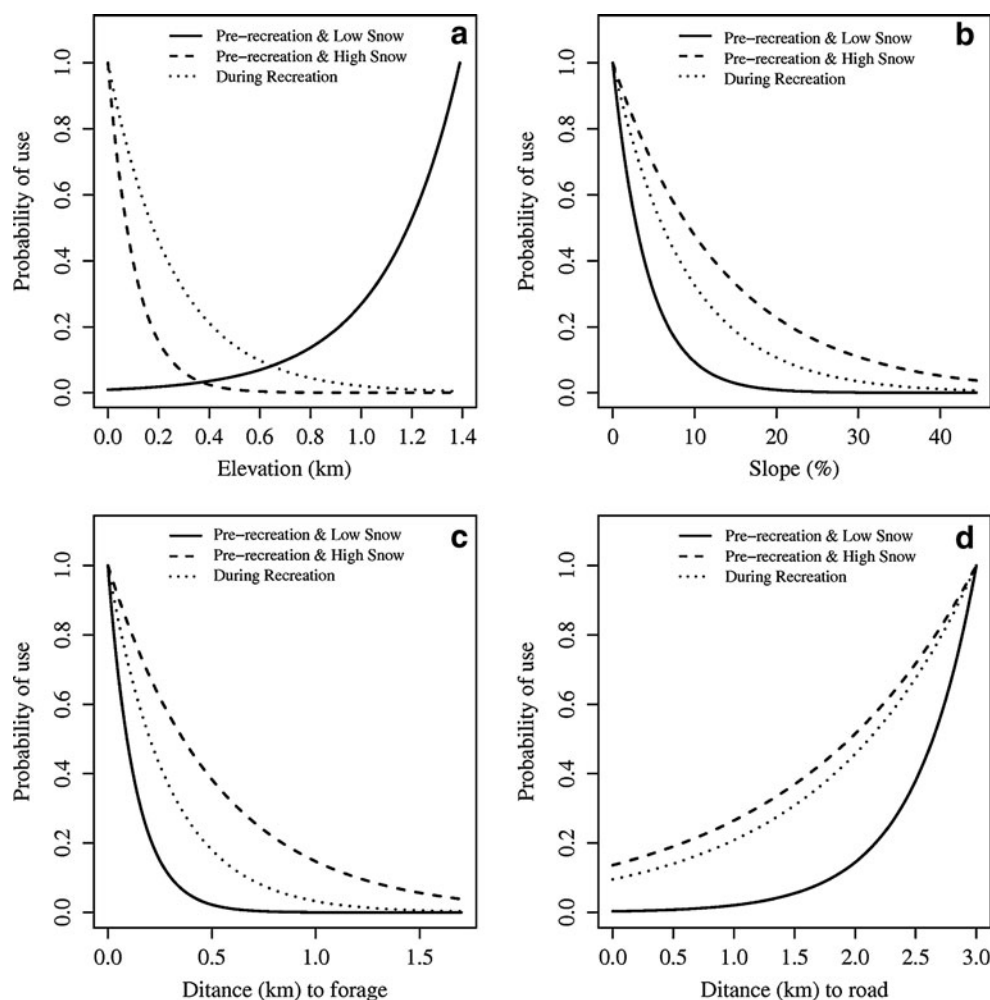 Pre-recreation & Low Snow
a
Pre-recreation & High Snow
During Recreation
Probability of use
1.0
0.8
0.6
0.4
0.2
0.0
0.0 0.2 0.4 0.6 0.8 1.0 1.2 1.4
Elevation (km)
Pre-recreation & Low Snow
b
Pre-recreation & High Snow
During Recreation
Probability of use
1.0
0.8
0.6
0.4
0.2
0.0
0 10 20 30 40
Slope (%)
Pre-recreation & Low Snow
c
Pre-recreation & High Snow
During Recreation
Probability of use
1.0
0.8
0.6
0.4
0.2
0.0
0.0 0.5 1.0 1.5
Ditance (km) to forage
Pre-recreation & Low Snow
d
Pre-recreation & High Snow
During Recreation
Probability of use
1.0
0.8
0.6
0.4
0.2
0.0
0.0 0.5 1.0 1.5 2.0 2.5 3.0
Ditance (km) to road